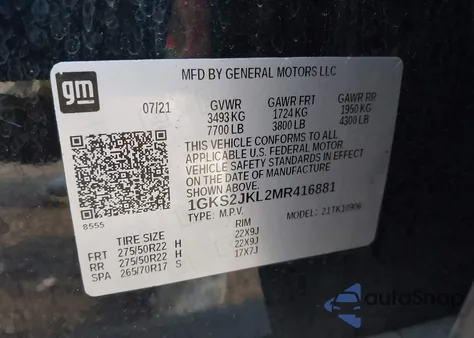 gm
MFD BY GENERAL MOTORS LLC
07/21 GVWR GAWR FRT GAWR RR
3493 KG 1724 KG 1950 KG
7700 LB 3800 LB 4300 LB
THIS VEHICLE CONFORMS TO ALL
APPLICABLE U.S. FEDERAL MOTOR
VEHICLE SAFETY STANDARDS IN EFFECT
ON THE DATE OF MANUFACTURE
SHOWN ABOVE.
1GKS2JKL2MR416881
8555 TYPE: M.P.V. MODEL: 21TK10906
TIRE SIZE RIM
FRT 275/50R22 H 22X9J
RR 275/50R22 H 22X9J
SPA 265/70R17 S 17X7J
autoSnap